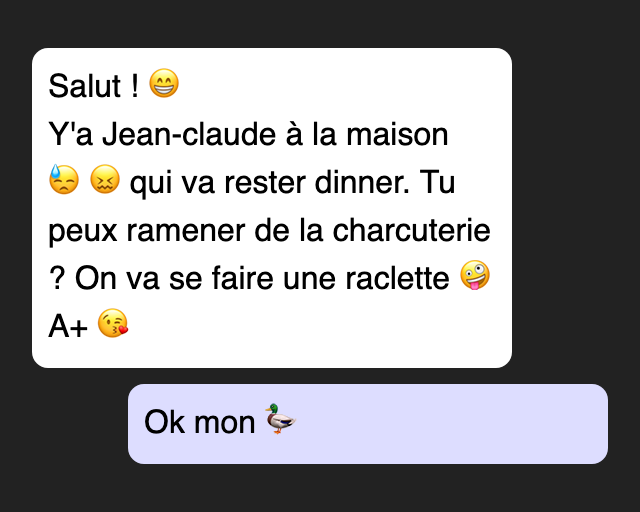 Salut ! 😁
Y'a Jean-claude à la maison
😓 😖 qui va rester dinner. Tu
peux ramener de la charcuterie
? On va se faire une raclette 🤪
A+ 😘
Ok mon 🦆